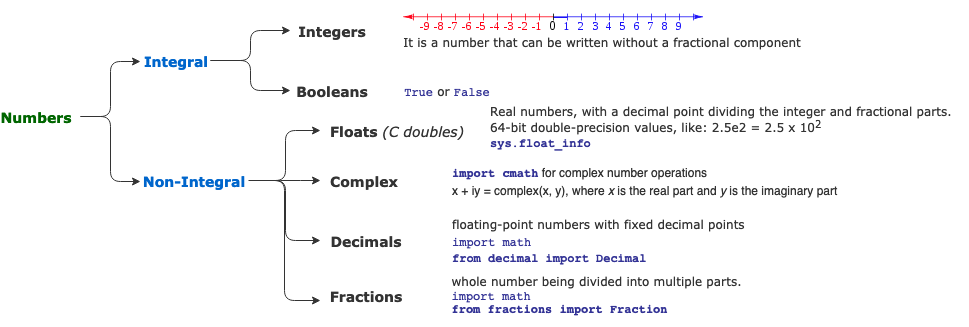 Numbers
Integral
Integers
-9 -8 -7 -6 -5 -4 -3 -2 -1 0 1 2 3 4 5 6 7 8 9
It is a number that can be written without a fractional component
Booleans
True or False
Non-Integral
Floats (C doubles)
Real numbers, with a decimal point dividing the integer and fractional parts.
64-bit double-precision values, like: 2.5e2 = 2.5 x 10²
sys.float_info
Complex
import cmath for complex number operations
x + iy = complex(x, y), where x is the real part and y is the imaginary part
Decimals
floating-point numbers with fixed decimal points
import math
from decimal import Decimal
Fractions
whole number being divided into multiple parts.
import math
from fractions import Fraction